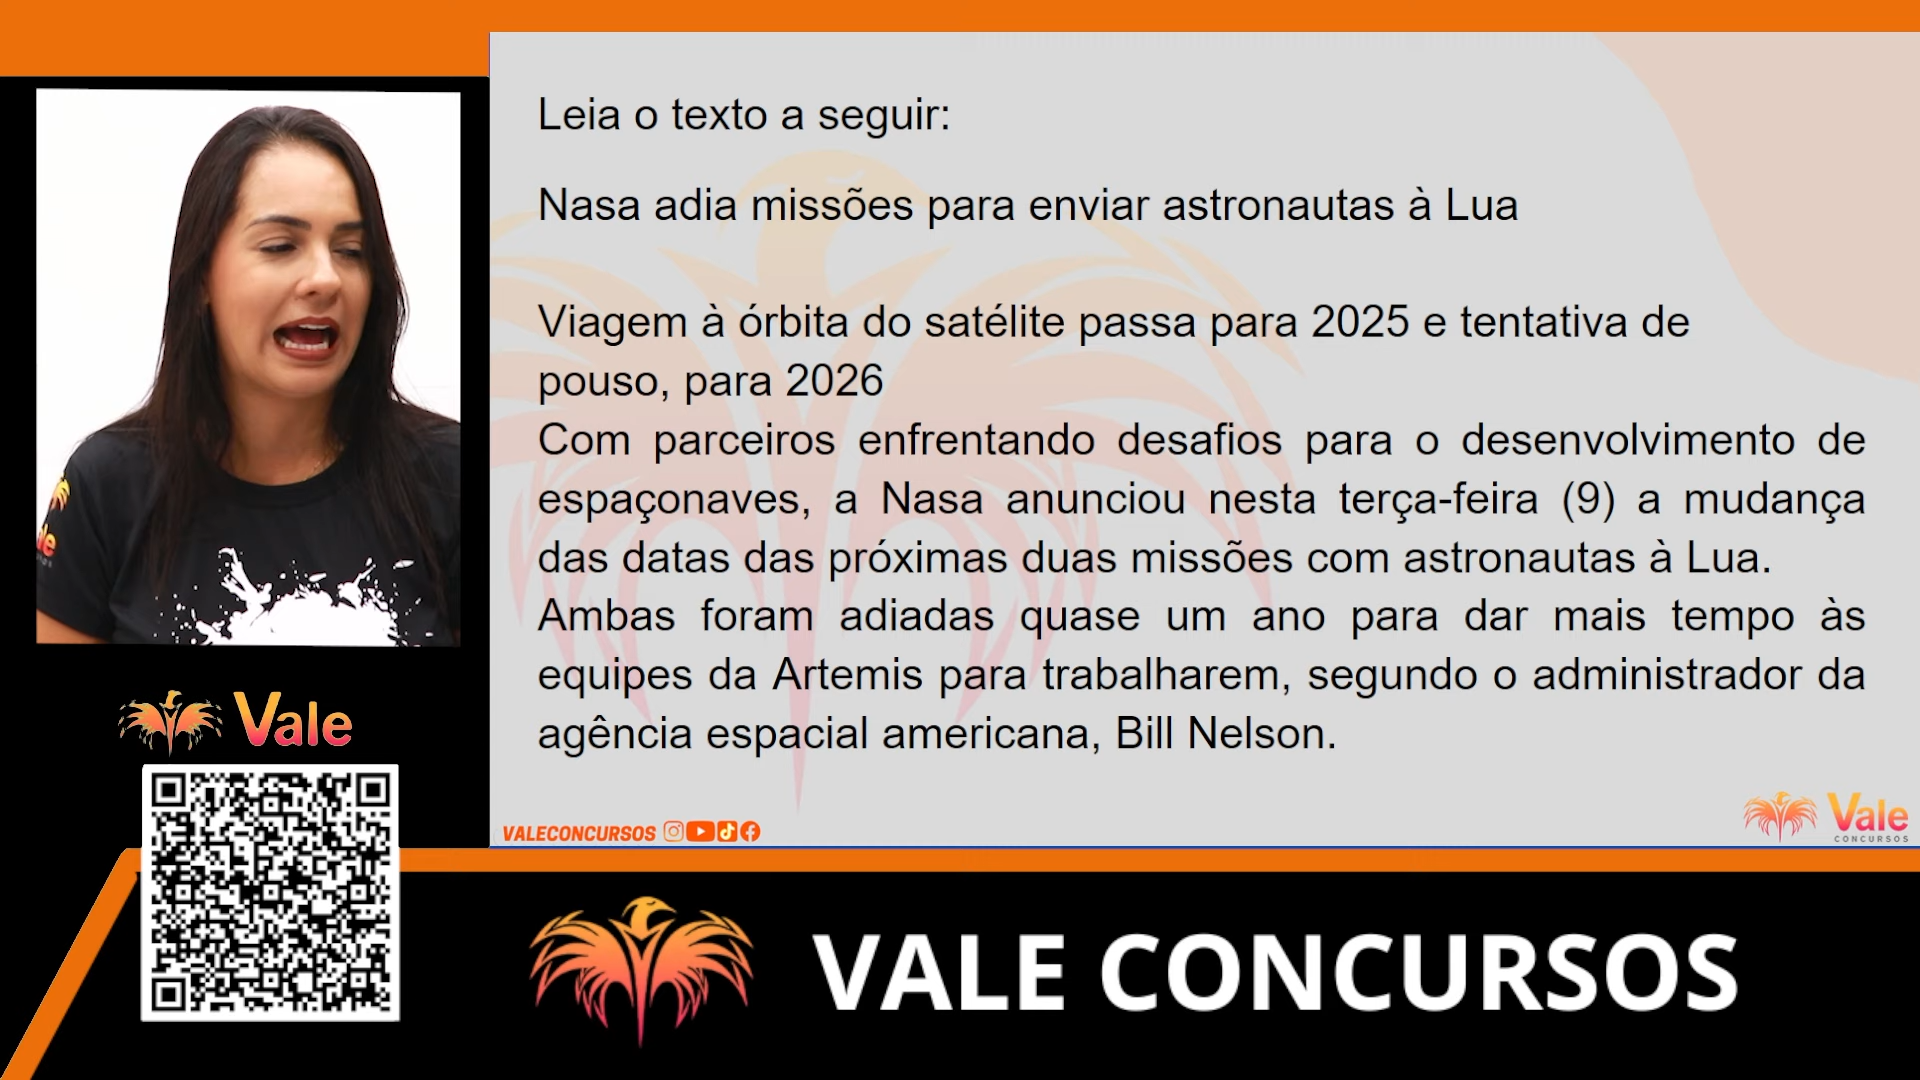 Leia o texto a seguir:
Nasa adia missões para enviar astronautas à Lua
Viagem à órbita do satélite passa para 2025 e tentativa de
pouso, para 2026
Com parceiros enfrentando desafios para o desenvolvimento de
espaçonaves, a Nasa anunciou nesta terça-feira (9) a mudança
das datas das próximas duas missões com astronautas à Lua.
Ambas foram adiadas quase um ano para dar mais tempo às
equipes da Artemis para trabalharem, segundo o administrador da
agência espacial americana, Bill Nelson.
Vale
VALECONCURSOS
Vale
CONCURSOS
VALE CONCURSOS